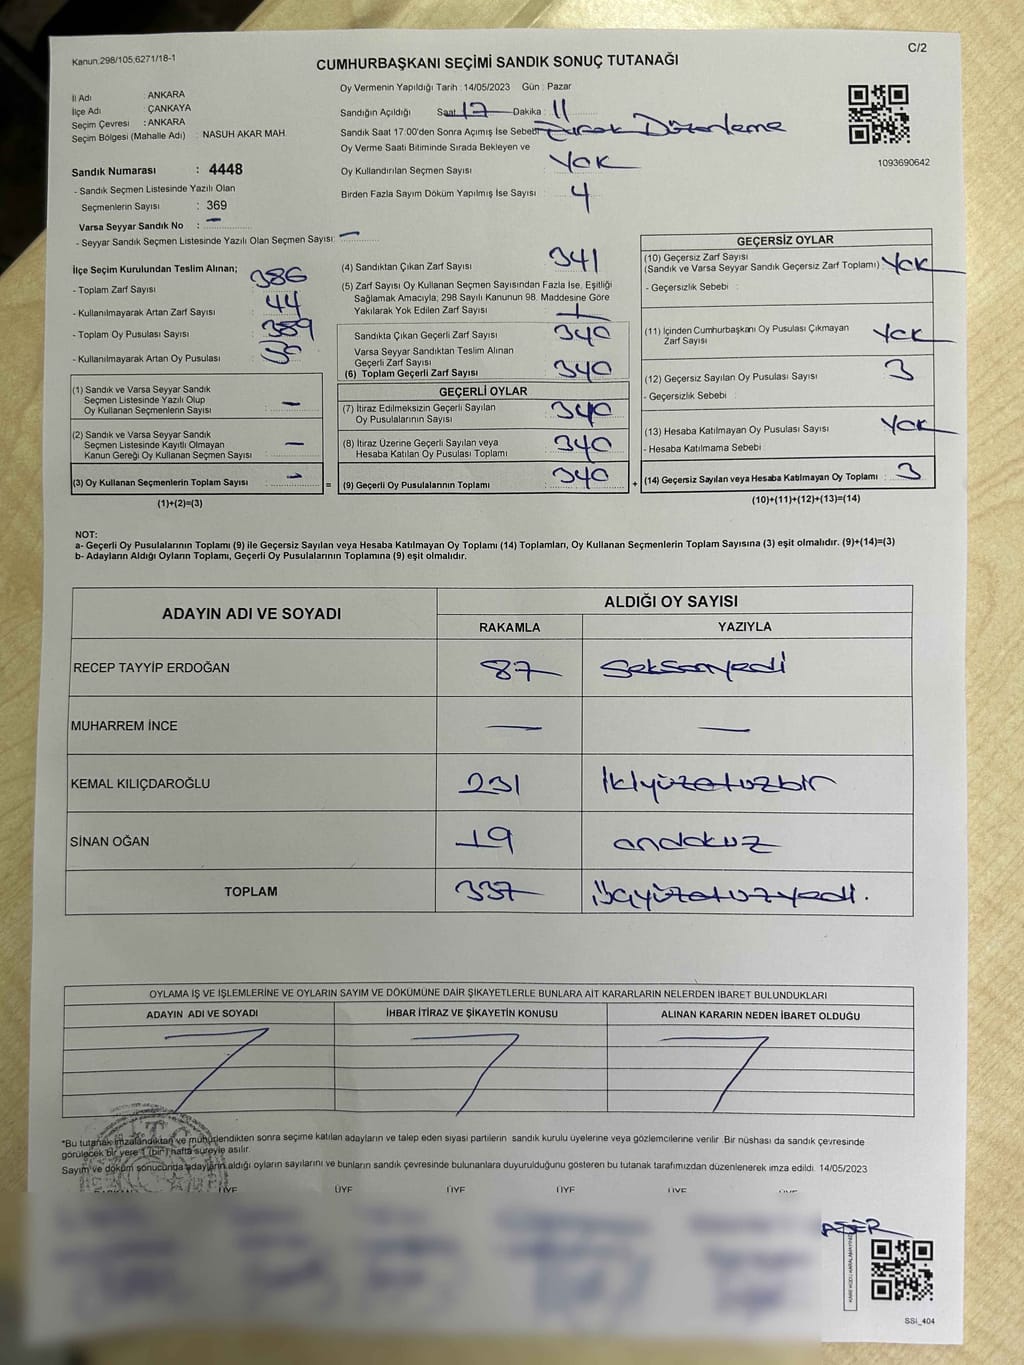 Kanun.298/105;6271/18-1
C/2
CUMHURBAŞKANI SEÇİMİ SANDIK SONUÇ TUTANAĞI
İl Adı : ANKARA
İlçe Adı : ÇANKAYA
Seçim Çevresi : ANKARA
Seçim Bölgesi (Mahalle Adı) : NASUH AKAR MAH.
Oy Vermenin Yapıldığı Tarih : 14/05/2023 Gün : Pazar
Sandığın Açıldığı Saat: 17 Dakika : 11
Sandık Saat 17:00'den Sonra Açımış İse Sebebi Düzenleme
Oy Verme Saati Bitiminde Sırada Bekleyen ve
Oy Kullandırılan Seçmen Sayısı : Yok
Birden Fazla Sayım Döküm Yapılmış İse Sayısı : 4
1093690642
Sandık Numarası : 4448
- Sandık Seçmen Listesinde Yazılı Olan
Seçmenlerin Sayısı : 369
Varsa Seyyar Sandık No : —
- Seyyar Sandık Seçmen Listesinde Yazılı Olan Seçmen Sayısı: —
İlçe Seçim Kurulundan Teslim Alınan;
- Toplam Zarf Sayısı : 386
- Kullanılmayarak Artan Zarf Sayısı : 44
- Toplam Oy Pusulası Sayısı : 389
- Kullanılmayarak Artan Oy Pusulası :
(1) Sandık ve Varsa Seyyar Sandık
Seçmen Listesinde Yazılı Olup
Oy Kullanan Seçmenlerin Sayısı : —
(2) Sandık ve Varsa Seyyar Sandık
Seçmen Listesinde Kayıtlı Olmayan
Kanun Gereği Oy Kullanan Seçmen Sayısı : —
(3) Oy Kullanan Seçmenlerin Toplam Sayısı : —
(1)+(2)=(3)
(4) Sandıktan Çıkan Zarf Sayısı : 341
(5) Zarf Sayısı Oy Kullanan Seçmen Sayısından Fazla İse, Eşitliği
Sağlamak Amacıyla; 298 Sayılı Kanunun 98. Maddesine Göre
Yakılarak Yok Edilen Zarf Sayısı : 1
Sandıkta Çıkan Geçerli Zarf Sayısı : 340
Varsa Seyyar Sandıktan Teslim Alınan
Geçerli Zarf Sayısı
(6) Toplam Geçerli Zarf Sayısı : 340
GEÇERLİ OYLAR
(7) İtiraz Edilmeksizin Geçerli Sayılan
Oy Pusulalarının Sayısı : 340
(8) İtiraz Üzerine Geçerli Sayılan veya
Hesaba Katılan Oy Pusulası Toplamı : 340
(9) Geçerli Oy Pusulalarının Toplamı : 340
=
+
GEÇERSİZ OYLAR
(10) Geçersiz Zarf Sayısı
(Sandık ve Varsa Seyyar Sandık Geçersiz Zarf Toplamı) : Yok
- Geçersizlik Sebebi :
(11) İçinden Cumhurbaşkanı Oy Pusulası Çıkmayan
Zarf Sayısı : Yok
(12) Geçersiz Sayılan Oy Pusulası Sayısı : 3
- Geçersizlik Sebebi :
(13) Hesaba Katılmayan Oy Pusulası Sayısı : Yok
- Hesaba Katılmama Sebebi :
(14) Geçersiz Sayılan veya Hesaba Katılmayan Oy Toplamı : 3
(10)+(11)+(12)+(13)=(14)
NOT:
a- Geçerli Oy Pusulalarının Toplamı (9) ile Geçersiz Sayılan veya Hesaba Katılmayan Oy Toplamı (14) Toplamları, Oy Kullanan Seçmenlerin Toplam Sayısına (3) eşit olmalıdır. (9)+(14)=(3)
b- Adayların Aldığı Oyların Toplamı, Geçerli Oy Pusulalarının Toplamına (9) eşit olmalıdır.
ADAYIN ADI VE SOYADI
ALDIĞI OY SAYISI
RAKAMLA YAZIYLA
RECEP TAYYİP ERDOĞAN 87 Seksenyedi
MUHARREM İNCE — —
KEMAL KILIÇDAROĞLU 231 İkiyüzotuzbir
SİNAN OĞAN 19 ondokuz
TOPLAM 337 üçyüzotuzyedi.
OYLAMA İŞ VE İŞLEMLERİNE VE OYLARIN SAYIM VE DÖKÜMÜNE DAİR ŞİKAYETLERLE BUNLARA AİT KARARLARIN NELERDEN İBARET BULUNDUKLARI
ADAYIN ADI VE SOYADI İHBAR İTİRAZ VE ŞİKAYETİN KONUSU ALINAN KARARIN NEDEN İBARET OLDUĞU
*Bu tutanak imzalandıktan ve mühürlendikten sonra seçime katılan adayların ve talep eden siyasi partilerin sandık kurulu üyelerine veya gözlemcilerine verilir. Bir nüshası da sandık çevresinde
görülecek bir yere 1 (bir) hafta süreyle asılır.
Sayım ve döküm sonucunda adayların aldığı oyların sayılarını ve bunların sandık çevresinde bulunanlara duyurulduğunu gösteren bu tutanak tarafımızdan düzenlenerek imza edildi. 14/05/2023
BAŞKAN ÜYE ÜYE ÜYE ÜYE ÜYE ÜYE
KARE KODU KARALAMAYINIZ
SSi_404